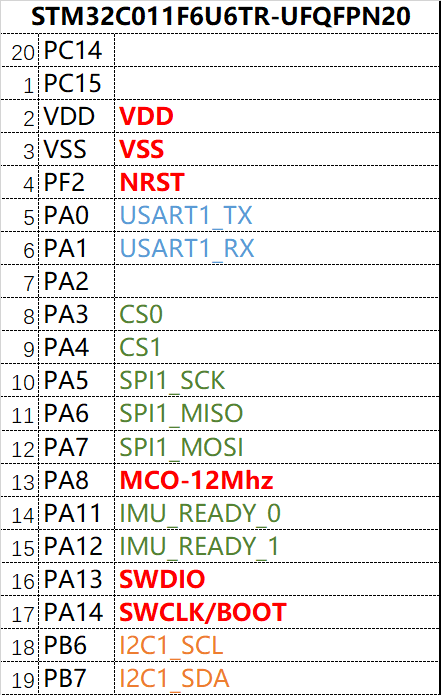 STM32C011F6U6TR-UFQFPN20
20 PC14
1 PC15
2 VDD VDD
3 VSS VSS
4 PF2 NRST
5 PA0 USART1_TX
6 PA1 USART1_RX
7 PA2
8 PA3 CS0
9 PA4 CS1
10 PA5 SPI1_SCK
11 PA6 SPI1_MISO
12 PA7 SPI1_MOSI
13 PA8 MCO-12Mhz
14 PA11 IMU_READY_0
15 PA12 IMU_READY_1
16 PA13 SWDIO
17 PA14 SWCLK/BOOT
18 PB6 I2C1_SCL
19 PB7 I2C1_SDA